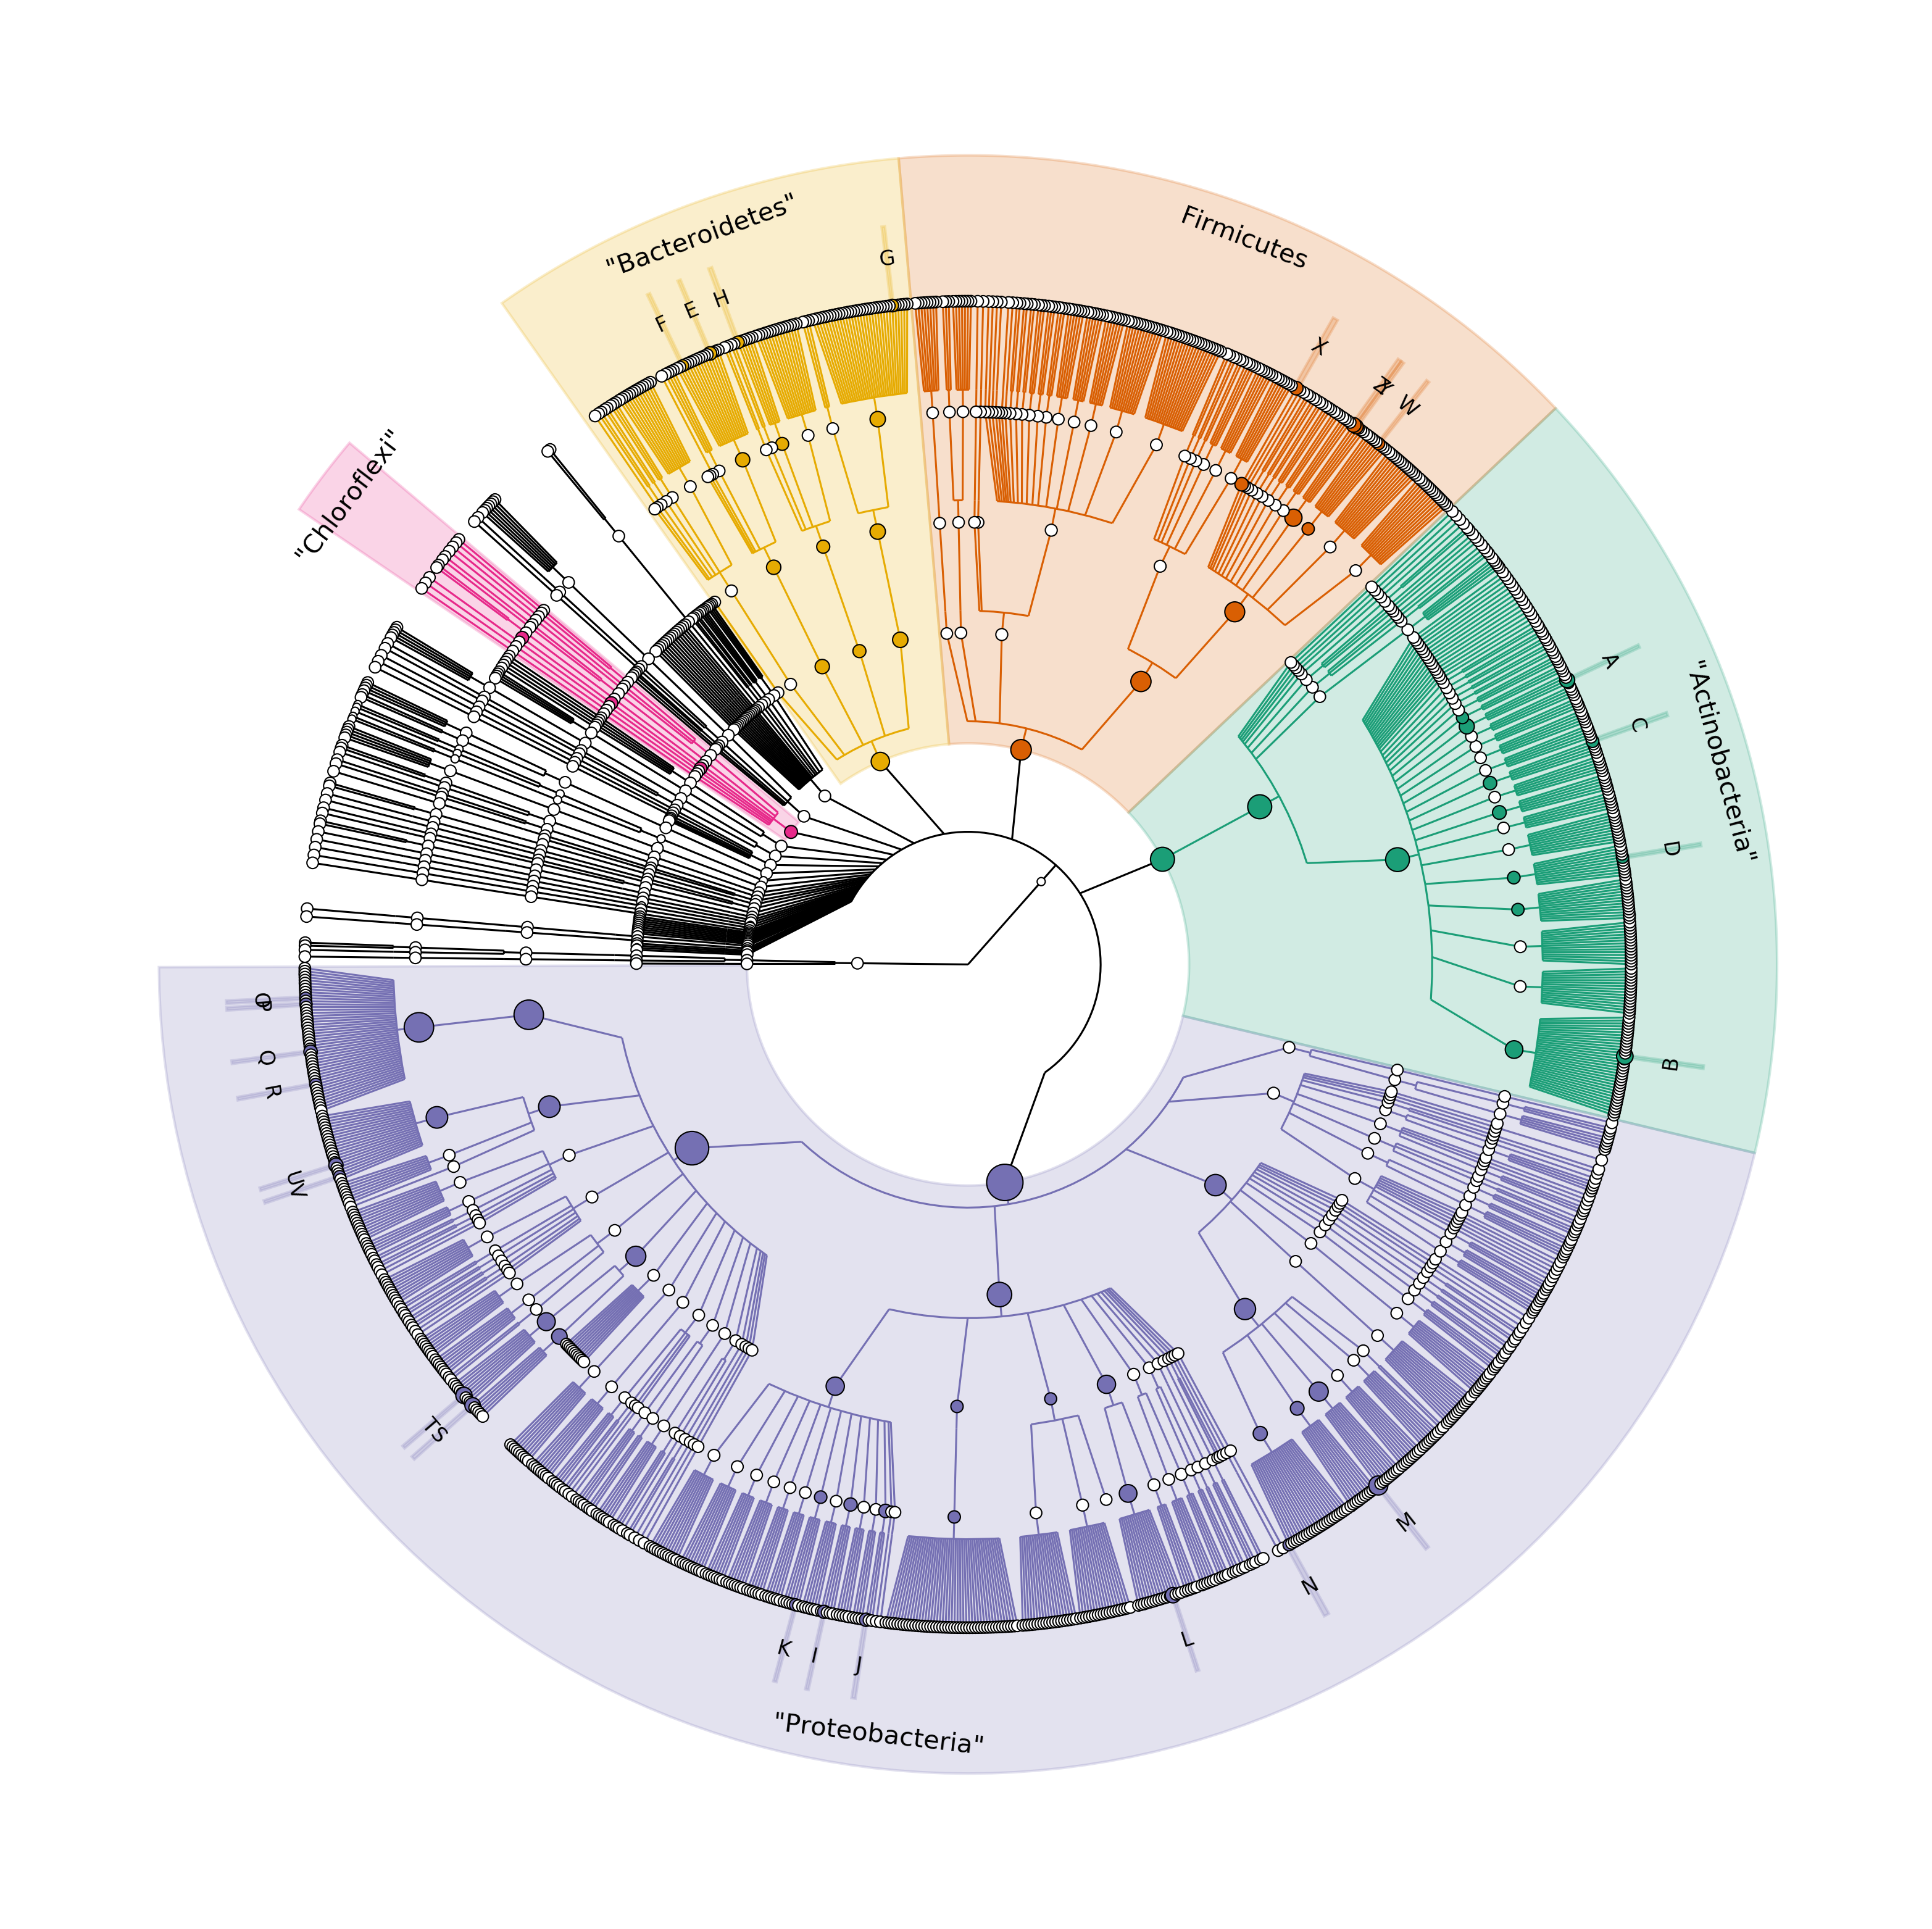 "Bacteroidetes"
G
Firmicutes
F
E
H
X
Z
Y
W
"Chloroflexi"
A
C
"Actinobacteria"
D
B
O
P
Q
R
U
V
T
S
K
I
J
L
N
M
"Proteobacteria"